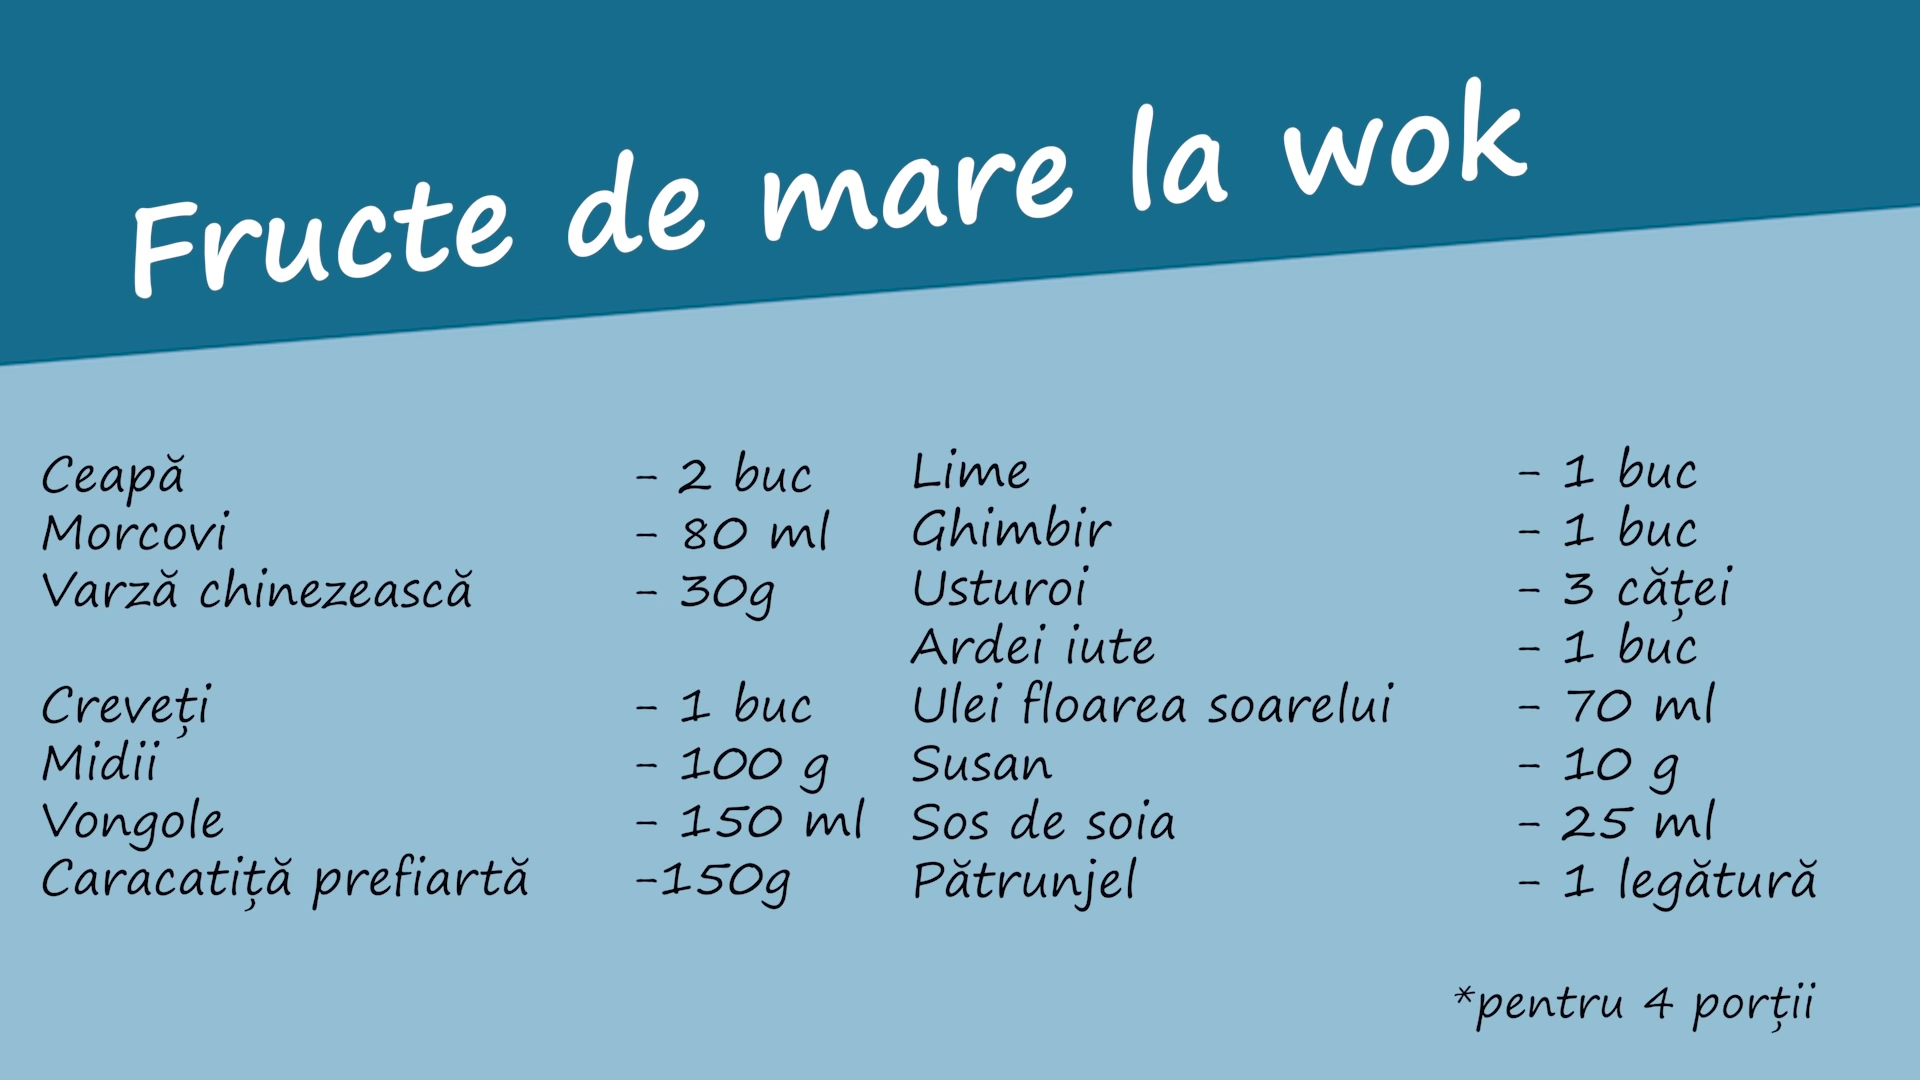 Fructe de mare la wok
Ceapă - 2 buc
Morcovi - 80 ml
Varză chinezească - 30g
Creveți - 1 buc
Midii - 100 g
Vongole - 150 ml
Caracatiță prefiartă -150g
Lime - 1 buc
Ghimbir - 1 buc
Usturoi - 3 căței
Ardei iute - 1 buc
Ulei floarea soarelui - 70 ml
Susan - 10 g
Sos de soia - 25 ml
Pătrunjel - 1 legătură
*pentru 4 porții